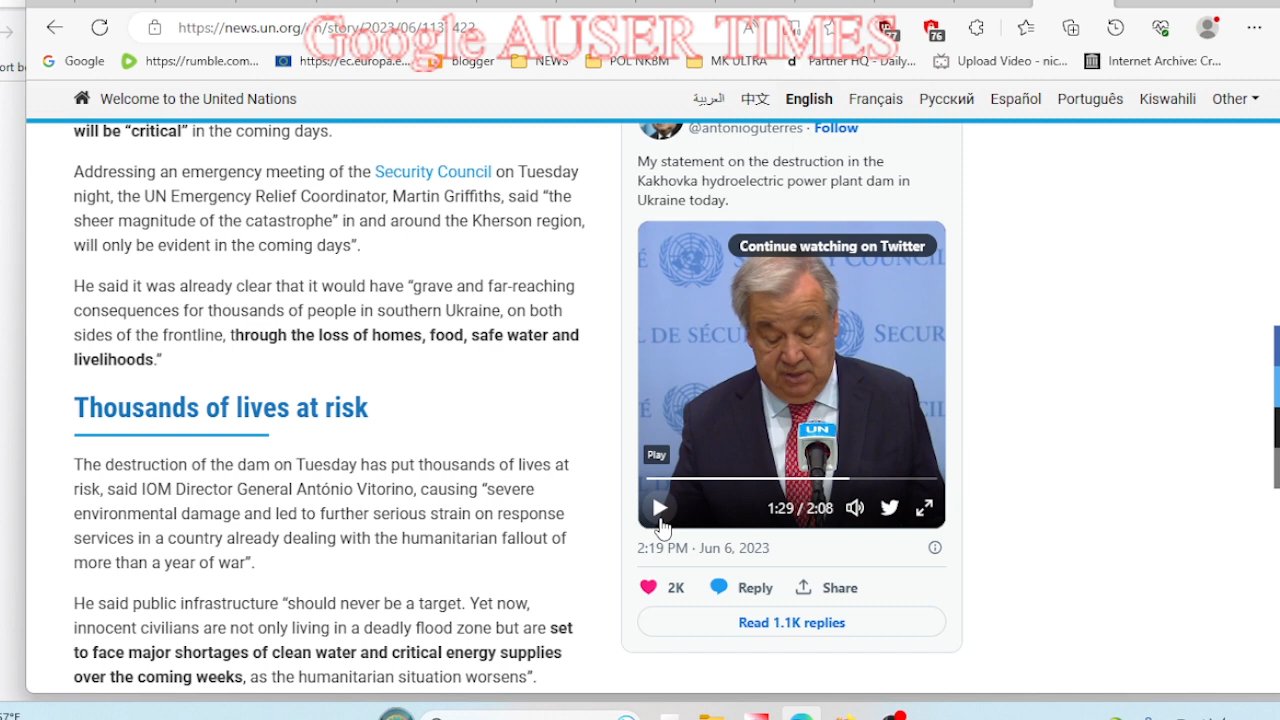 https://news.un.org/en/story/2023/06/1137422
Google AUSER TIMES
76
ort be
Google
https://rumble.com...
https://ec.europa.e...
blogger
NEWS
POL NK8M
MK ULTRA
Partner HQ - Daily...
Upload Video - nic...
Internet Archive: Cr...
Welcome to the United Nations
العربية
中文
English
Français
Русский
Español
Português
Kiswahili
Other
will be “critical” in the coming days.
Addressing an emergency meeting of the Security Council on Tuesday
night, the UN Emergency Relief Coordinator, Martin Griffiths, said “the
sheer magnitude of the catastrophe” in and around the Kherson region,
will only be evident in the coming days”.
He said it was already clear that it would have “grave and far-reaching
consequences for thousands of people in southern Ukraine, on both
sides of the frontline, through the loss of homes, food, safe water and
livelihoods.”
Thousands of lives at risk
The destruction of the dam on Tuesday has put thousands of lives at
risk, said IOM Director General António Vitorino, causing “severe
environmental damage and led to further serious strain on response
services in a country already dealing with the humanitarian fallout of
more than a year of war”.
He said public infrastructure “should never be a target. Yet now,
innocent civilians are not only living in a deadly flood zone but are set
to face major shortages of clean water and critical energy supplies
over the coming weeks, as the humanitarian situation worsens”.
@antonioguterres · Follow
My statement on the destruction in the
Kakhovka hydroelectric power plant dam in
Ukraine today.
Continue watching on Twitter
COUNCIL
DE SÉCU
SECUR
UN
Play
1:29 / 2:08
2:19 PM · Jun 6, 2023
2K
Reply
Share
Read 1.1K replies
57°F